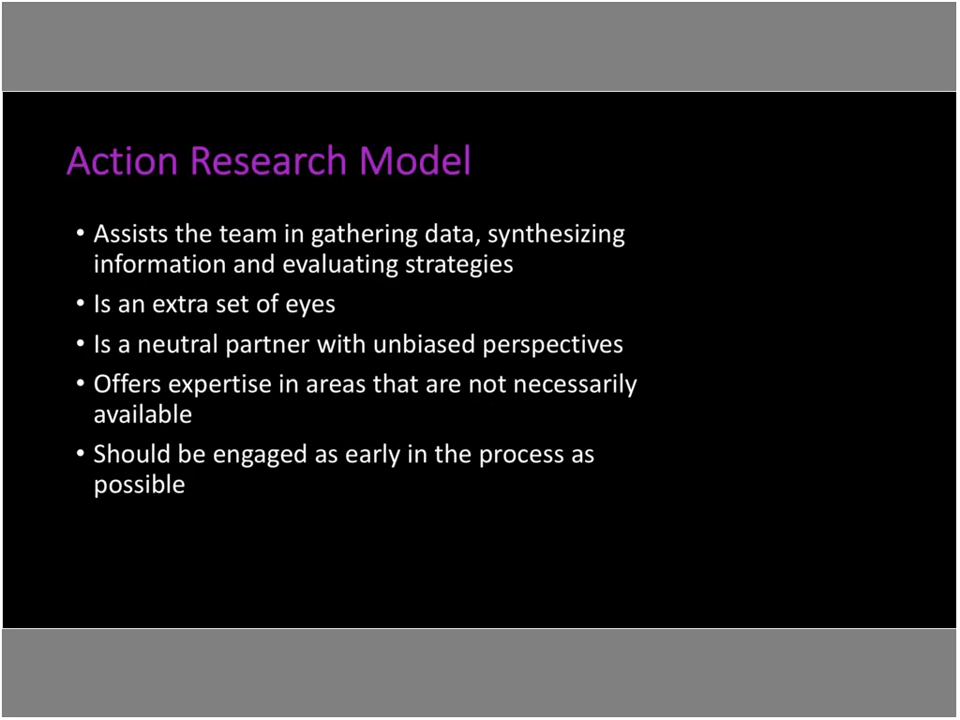 Action Research Model
• Assists the team in gathering data, synthesizing
information and evaluating strategies
• Is an extra set of eyes
• Is a neutral partner with unbiased perspectives
• Offers expertise in areas that are not necessarily
available
• Should be engaged as early in the process as
possible